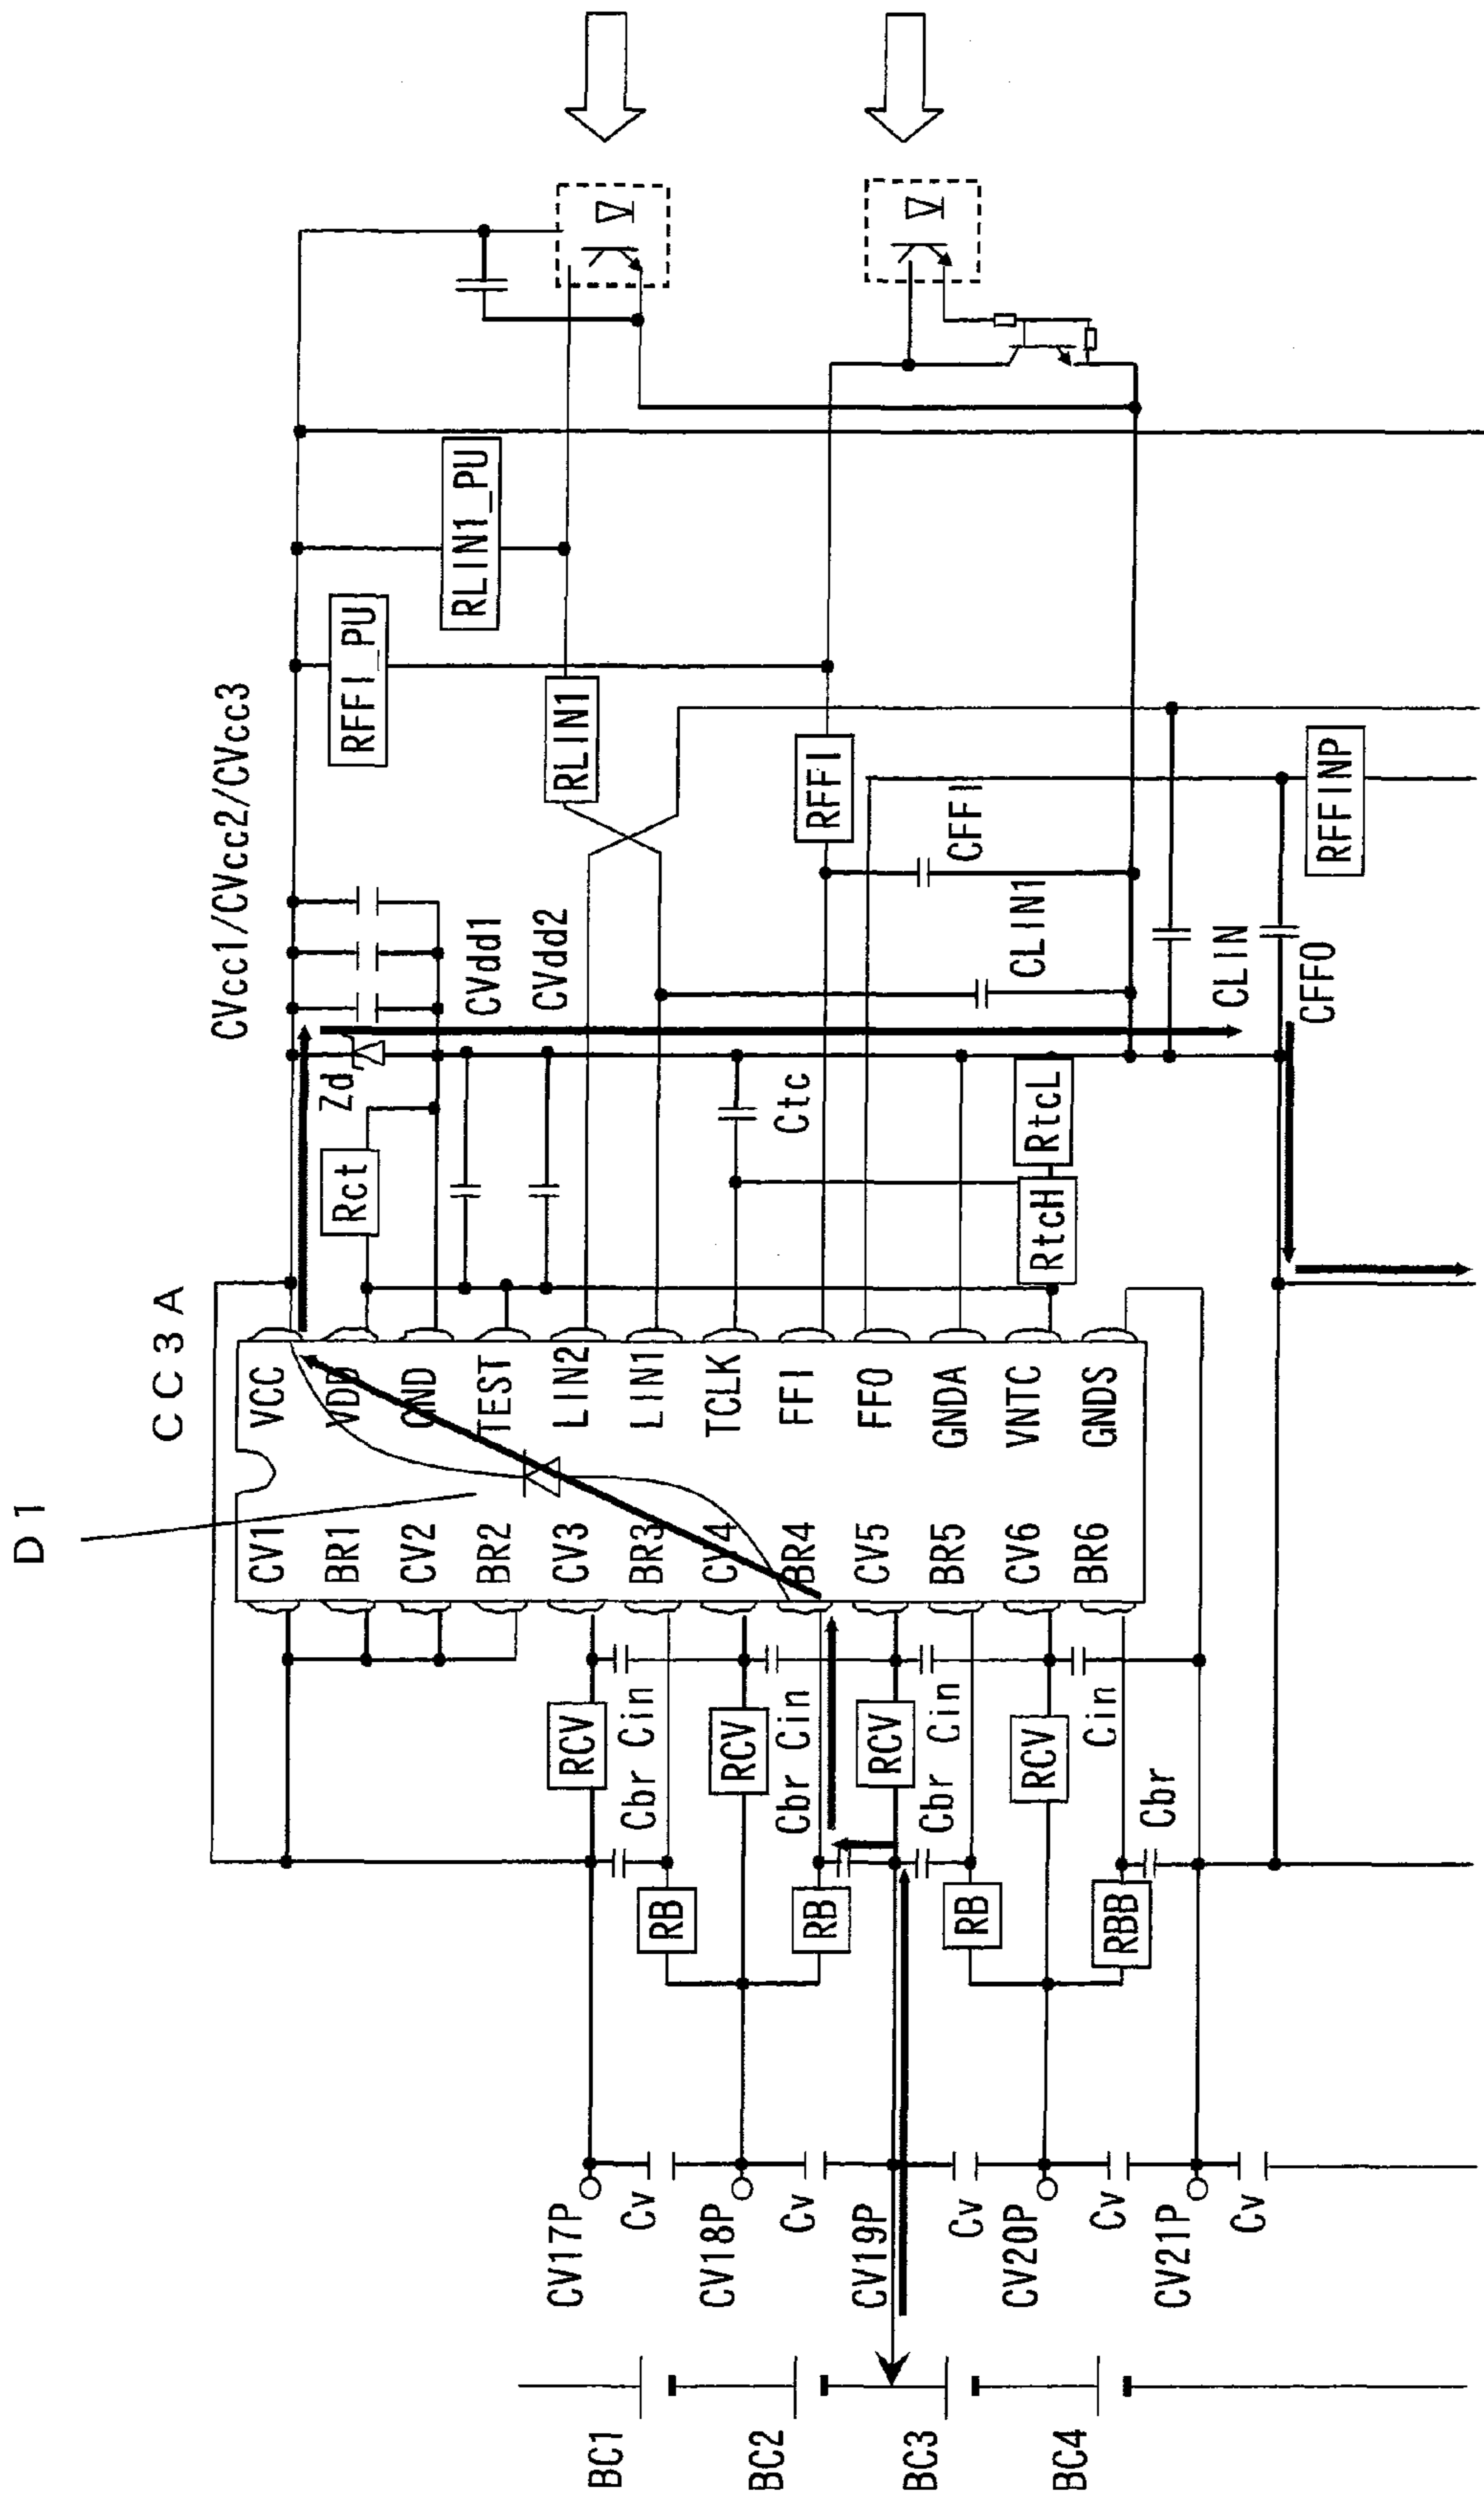 D1
CC3A
CVcc1/CVcc2/CVcc3
RFFI_PU
RLIN1_PU
Zd
Rct
CVdd1
CVdd2
RLIN1
RFFI
CFFI
CLIN1
CLIN
CFFO
RFFINP
Ctc
RtcH
RtcL
VCC
VDD
GND
TEST
LIN2
LIN1
TCLK
FFI
FFO
GNDA
VNTC
GNDS
CV1
BR1
CV2
BR2
CV3
BR3
CV4
BR4
CV5
BR5
CV6
BR6
RCV
Cbr Cin
RCV
Cbr Cin
RCV
Cbr Cin
RCV
Cin
Cbr
RB
RB
RB
RBB
CV17P
Cv
CV18P
Cv
CV19P
Cv
CV20P
Cv
CV21P
Cv
BC1
BC2
BC3
BC4